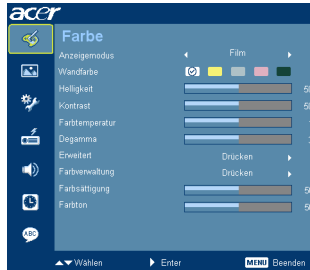 acer
Farbe
Anzeigemodus Film
Wandfarbe
Helligkeit
Kontrast
Farbtemperatur
Degamma
Erweitert Drücken
Farbverwaltung Drücken
Farbsättigung
Farbton
ABC
Wählen Enter MENU Beenden